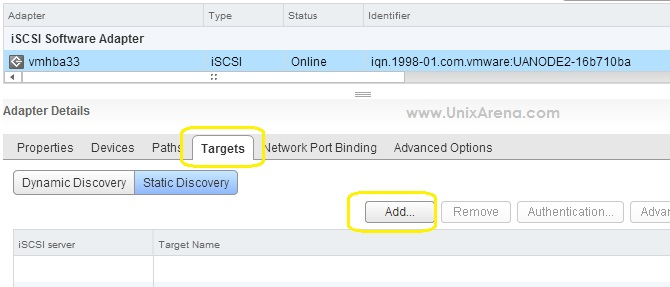 Adapter Type Status Identifier
iSCSI Software Adapter
vmhba33 iSCSI Online iqn.1998-01.com.vmware:UANODE2-16b710ba
Adapter Details
www.UnixArena.com
Properties Devices Paths Targets Network Port Binding Advanced Options
Dynamic Discovery Static Discovery
Add... Remove Authentication... Advan
iSCSI server Target Name